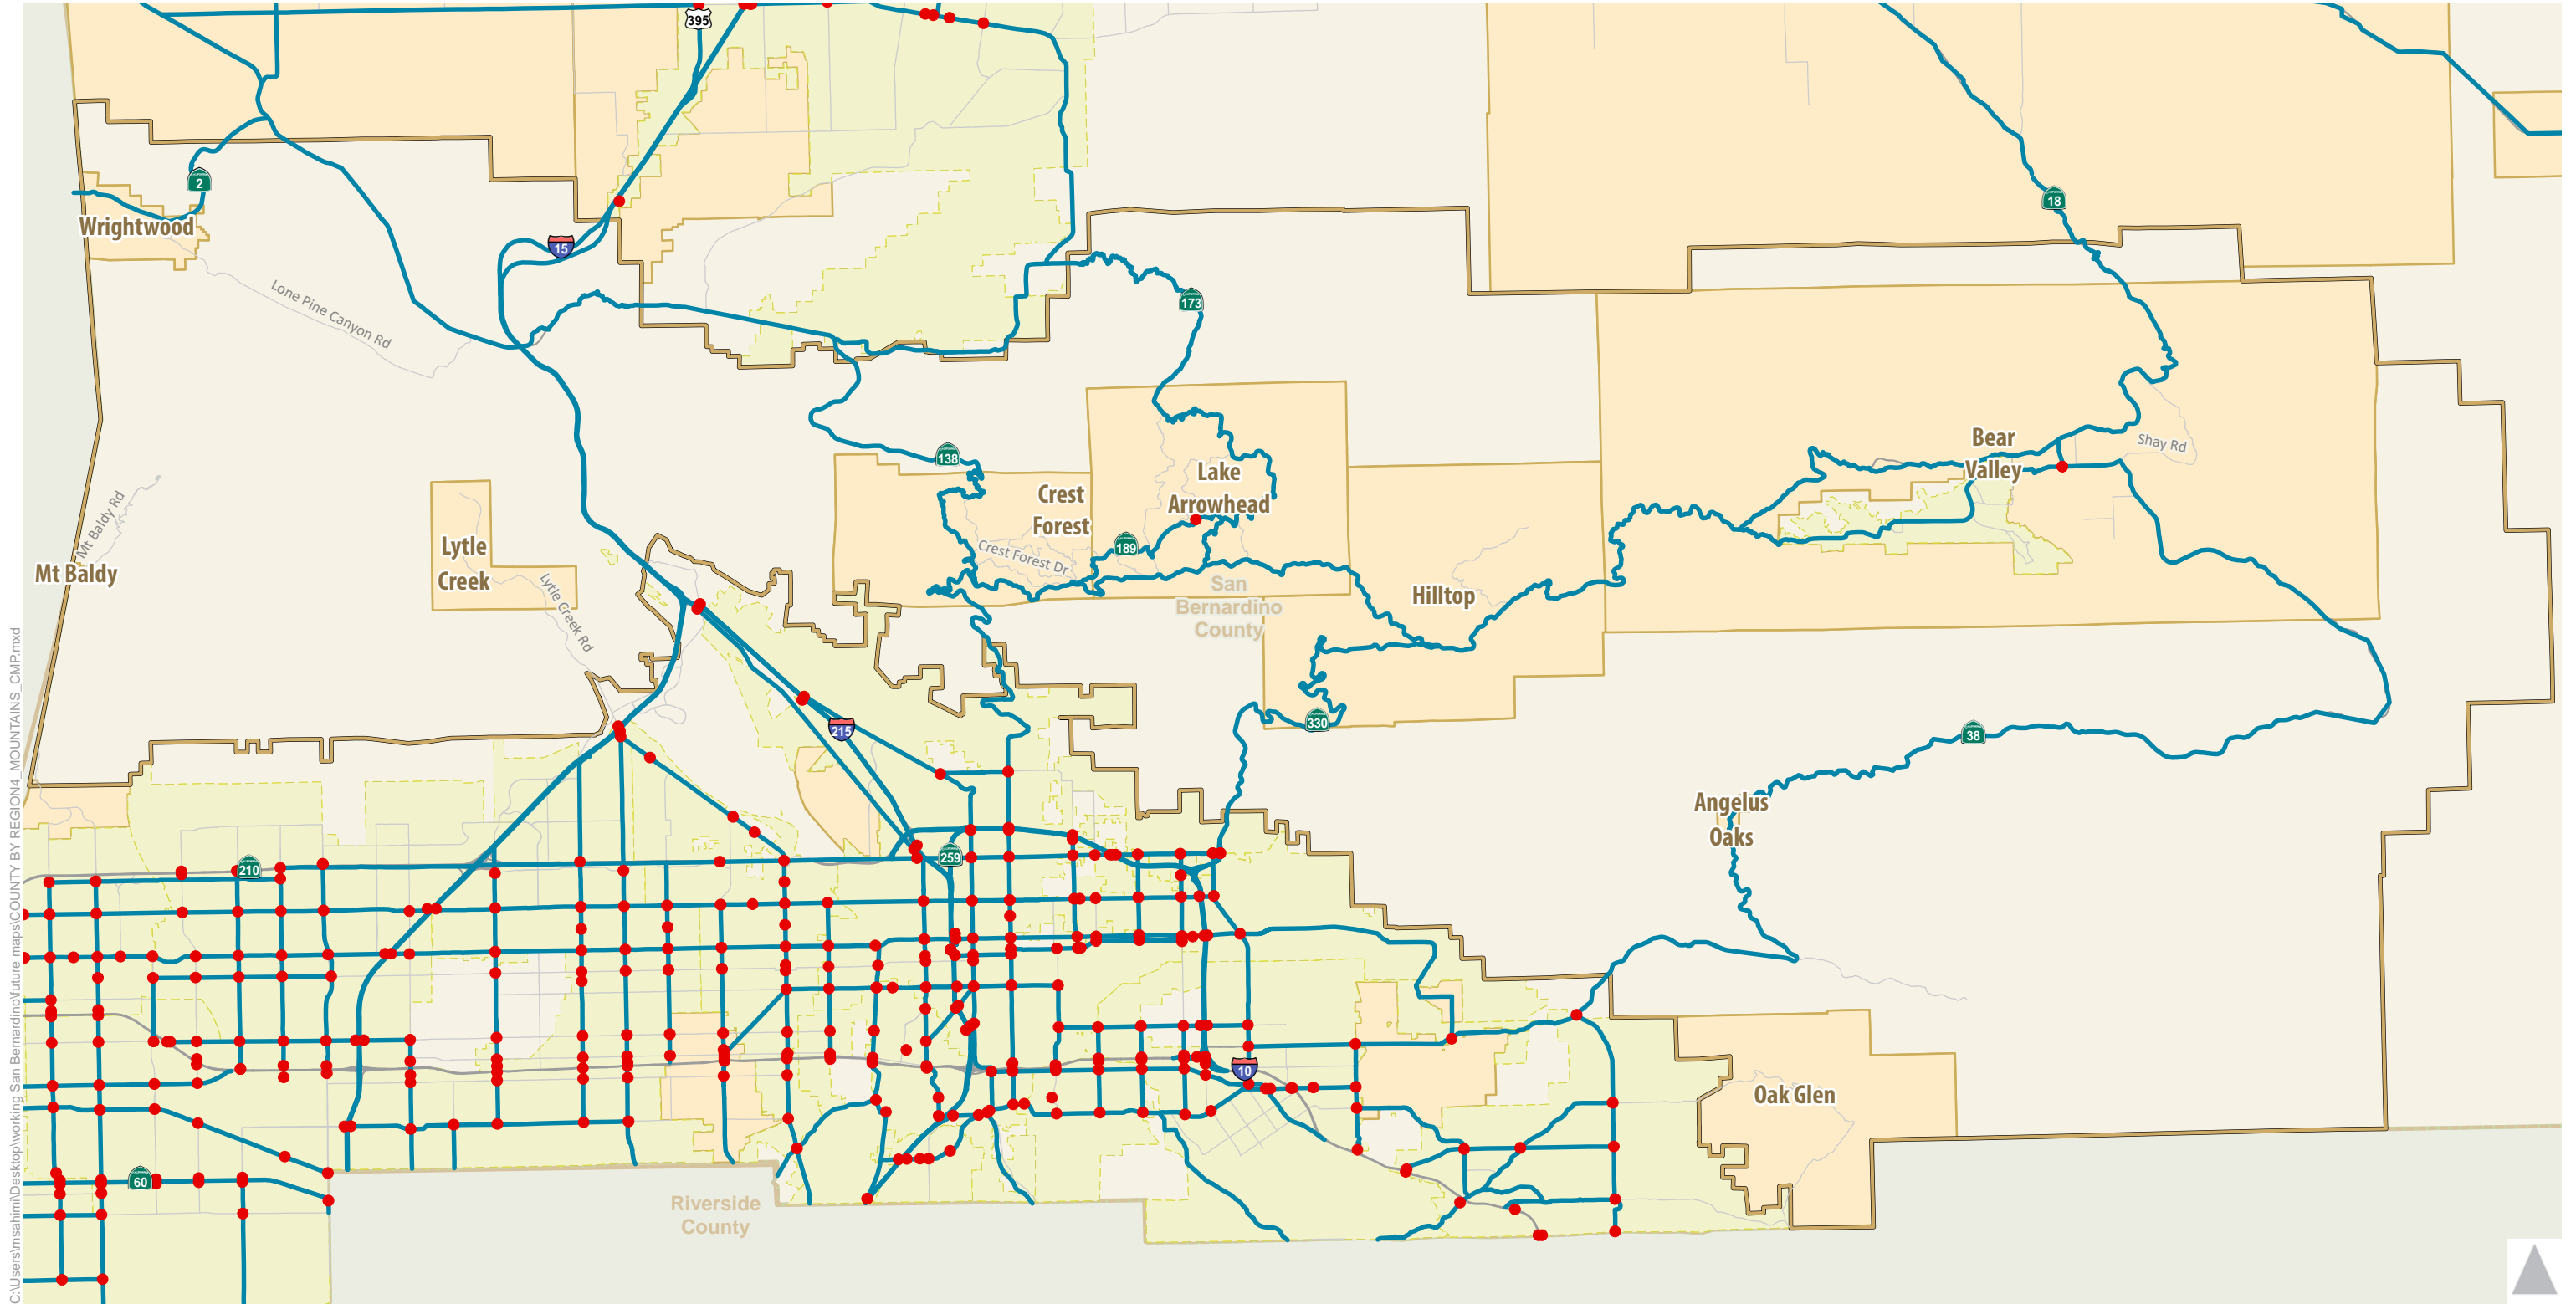 395
2
Wrightwood
15
18
Lone Pine Canyon Rd
173
138
Bear
Valley
Shay Rd
Lake
Arrowhead
Crest
Forest
189
Crest Forest Dr
Mt Baldy Rd
Mt Baldy
Lytle
Creek
Lytle Creek Rd
San
Bernardino
County
Hilltop
330
215
38
Angelus
Oaks
259
210
10
Oak Glen
60
Riverside
County
C:\Users\msahimi\Desktop\working San Bernardino\future maps\COUNTY BY REGION4_MOUNTAINS_CMP.mxd